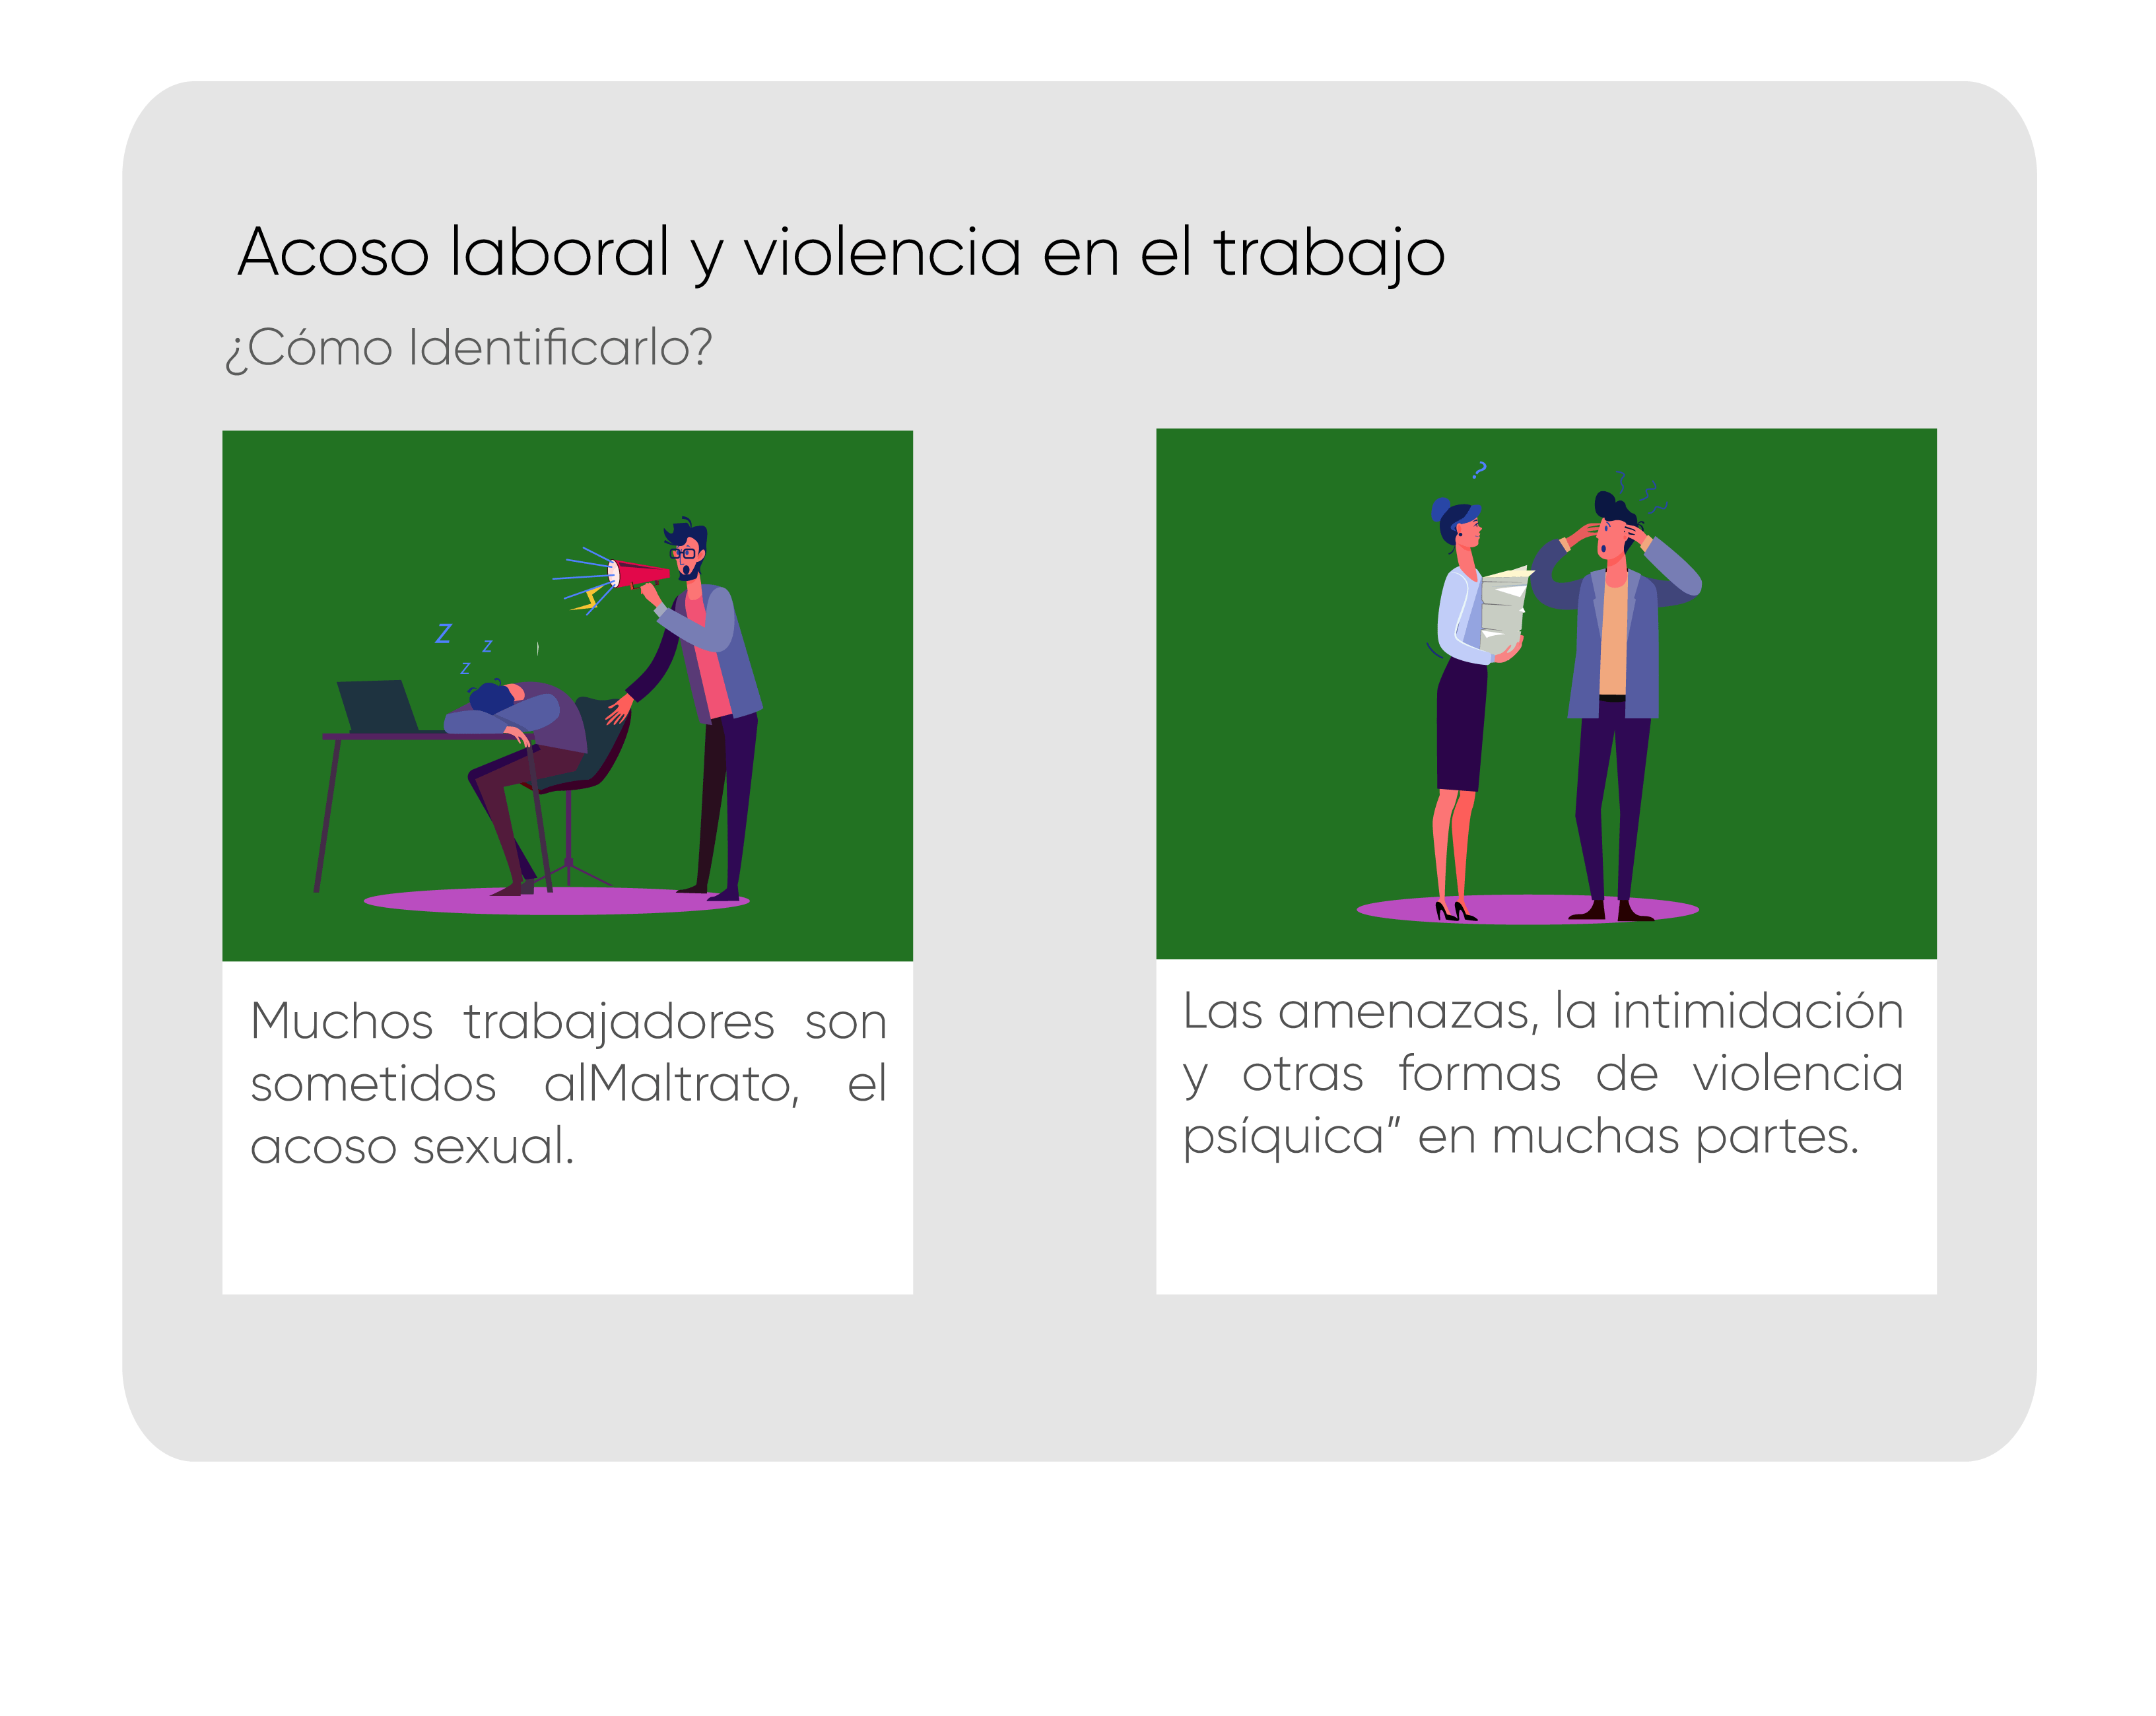 Acoso laboral y violencia en el trabajo
¿Cómo Identificarlo?
?
z
z
z
Muchos trabajadores son
sometidos alMaltrato, el
acoso sexual.
Las amenazas, la intimidación
y otras formas de violencia
psíquica” en muchas partes.